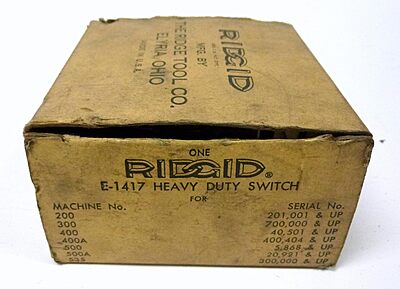 RIDGID
MFG. BY
THE RIDGE TOOL CO.
ELYRIA, OHIO
MADE IN U.S.A.
ONE
RIDGID®
E-1417 HEAVY DUTY SWITCH
FOR
MACHINE No. SERIAL No.
200 201,001 & UP
300 700,000 & UP
400 40,501 & UP
400A 400,404 & UP
500 5,868 & UP
500A 20,921 & UP
535 300,000 & UP